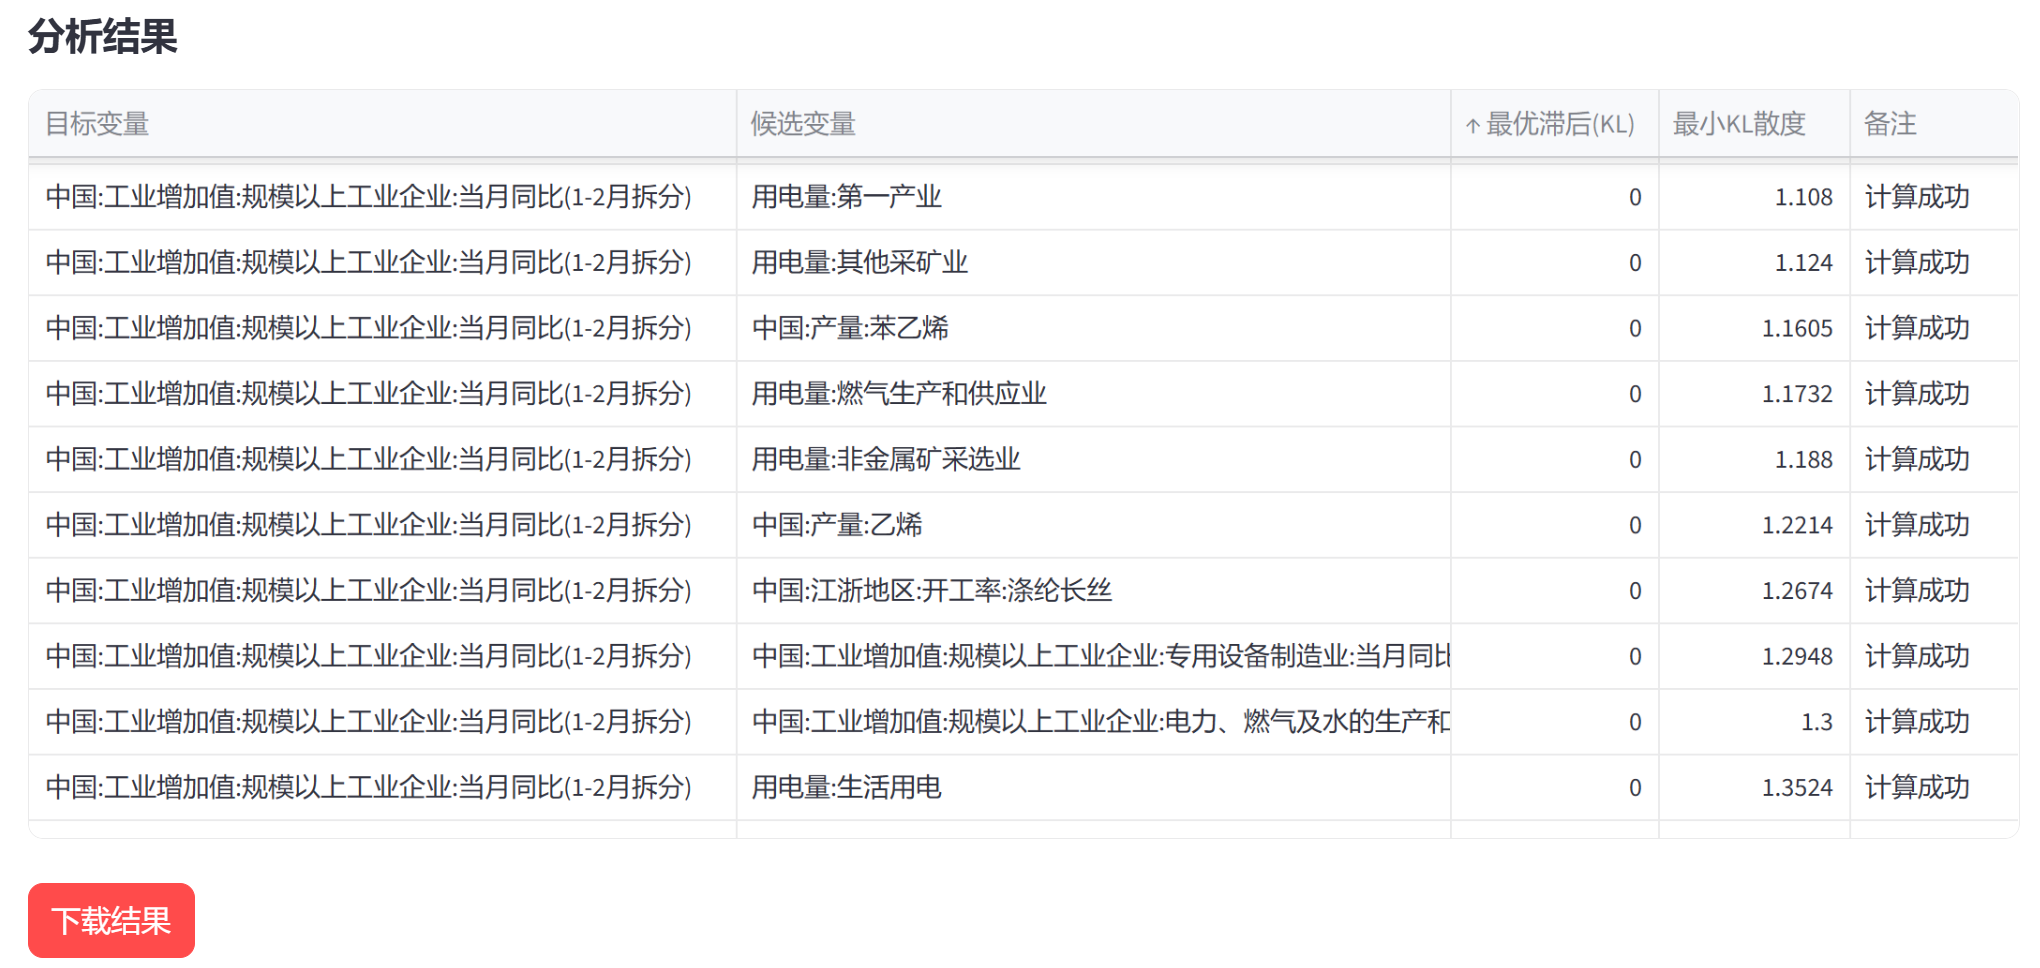 分析结果
目标变量 候选变量 ↑ 最优滞后(KL) 最小KL散度 备注
中国:工业增加值:规模以上工业企业:当月同比(1-2月拆分) 用电量:第一产业 0 1.108 计算成功
中国:工业增加值:规模以上工业企业:当月同比(1-2月拆分) 用电量:其他采矿业 0 1.124 计算成功
中国:工业增加值:规模以上工业企业:当月同比(1-2月拆分) 中国:产量:苯乙烯 0 1.1605 计算成功
中国:工业增加值:规模以上工业企业:当月同比(1-2月拆分) 用电量:燃气生产和供应业 0 1.1732 计算成功
中国:工业增加值:规模以上工业企业:当月同比(1-2月拆分) 用电量:非金属矿采选业 0 1.188 计算成功
中国:工业增加值:规模以上工业企业:当月同比(1-2月拆分) 中国:产量:乙烯 0 1.2214 计算成功
中国:工业增加值:规模以上工业企业:当月同比(1-2月拆分) 中国:江浙地区:开工率:涤纶长丝 0 1.2674 计算成功
中国:工业增加值:规模以上工业企业:当月同比(1-2月拆分) 中国:工业增加值:规模以上工业企业:专用设备制造业:当月同比 0 1.2948 计算成功
中国:工业增加值:规模以上工业企业:当月同比(1-2月拆分) 中国:工业增加值:规模以上工业企业:电力、燃气及水的生产和 0 1.3 计算成功
中国:工业增加值:规模以上工业企业:当月同比(1-2月拆分) 用电量:生活用电 0 1.3524 计算成功
下载结果